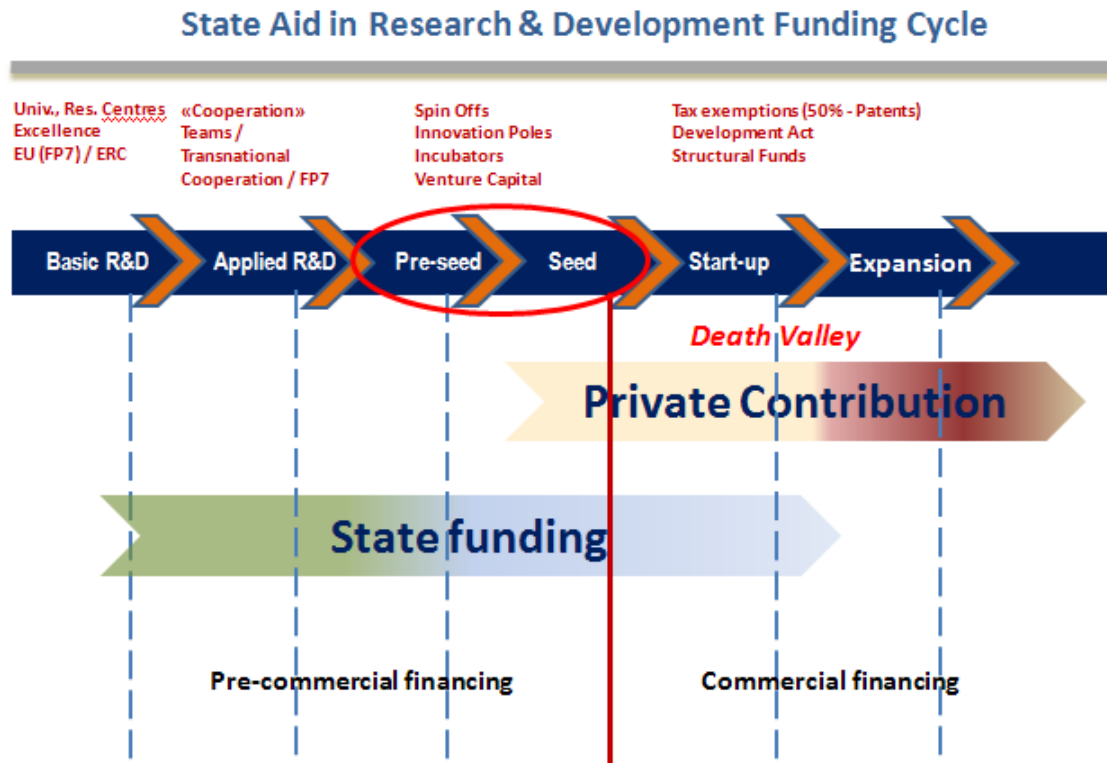 State Aid in Research & Development Funding Cycle
Univ., Res. Centres
Excellence
EU (FP7) / ERC
«Cooperation»
Teams /
Transnational
Cooperation / FP7
Spin Offs
Innovation Poles
Incubators
Venture Capital
Tax exemptions (50% - Patents)
Development Act
Structural Funds
Basic R&D
Applied R&D
Pre-seed
Seed
Start-up
Expansion
Death Valley
Private Contribution
State funding
Pre-commercial financing
Commercial financing